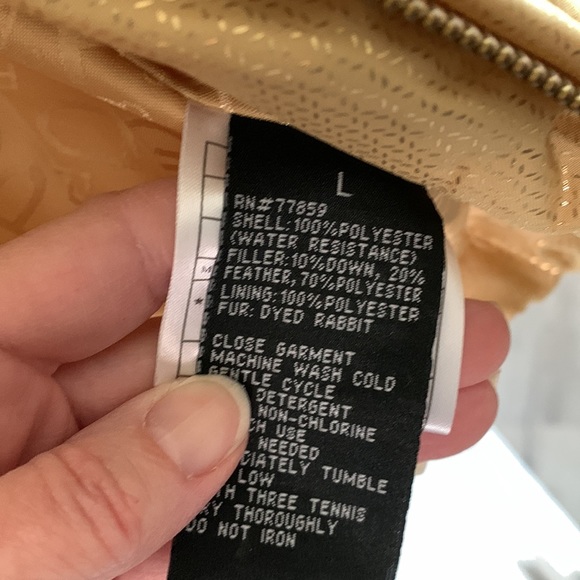 L
RN#77859
SHELL:100%POLYESTER
(WATER RESISTANCE)
FILLER:10%DOWN, 20%
FEATHER,70%POLYESTER
LINING:100%POLYESTER
FUR: DYED RABBIT
CLOSE GARMENT
MACHINE WASH COLD
GENTLE CYCLE
DETERGENT
NON-CHLORINE
USE
NEEDED
TUMBLE
LOW
THREE TENNIS
THOROUGHLY
DO NOT IRON
M
*